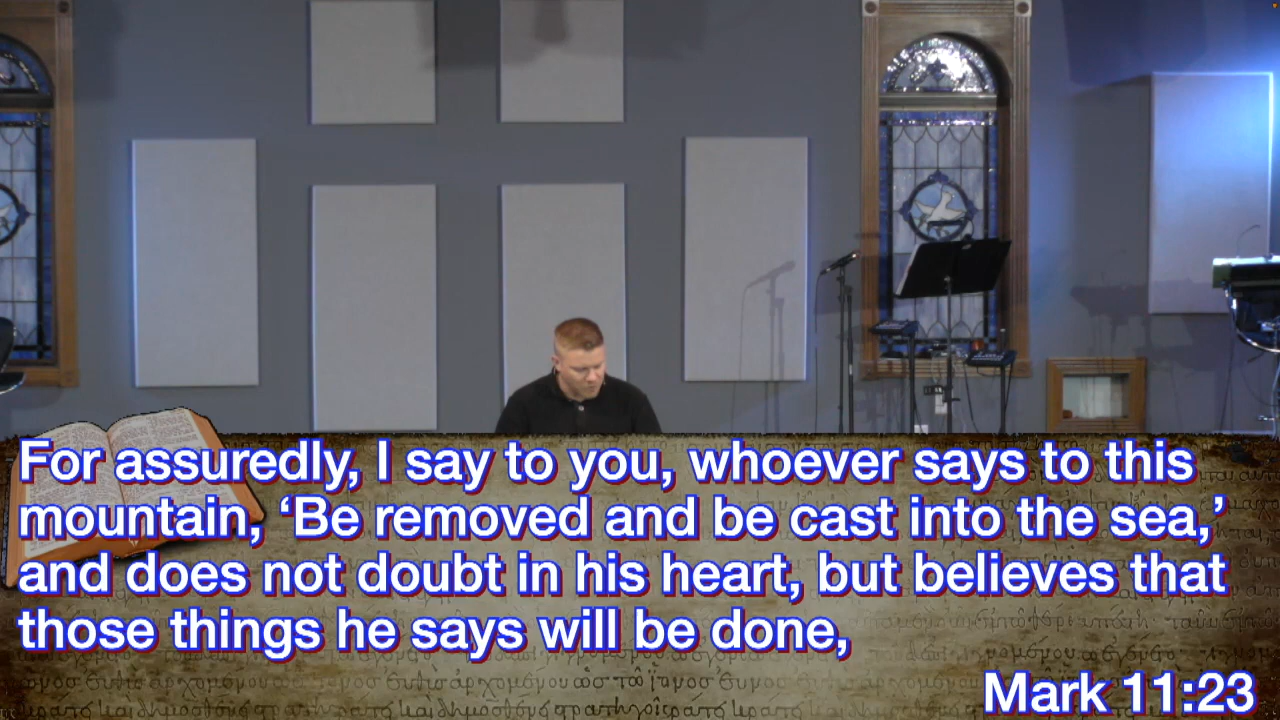 For assuredly, I say to you, whoever says to this
mountain, ‘Be removed and be cast into the sea,’
and does not doubt in his heart, but believes that
those things he says will be done,
Mark 11:23